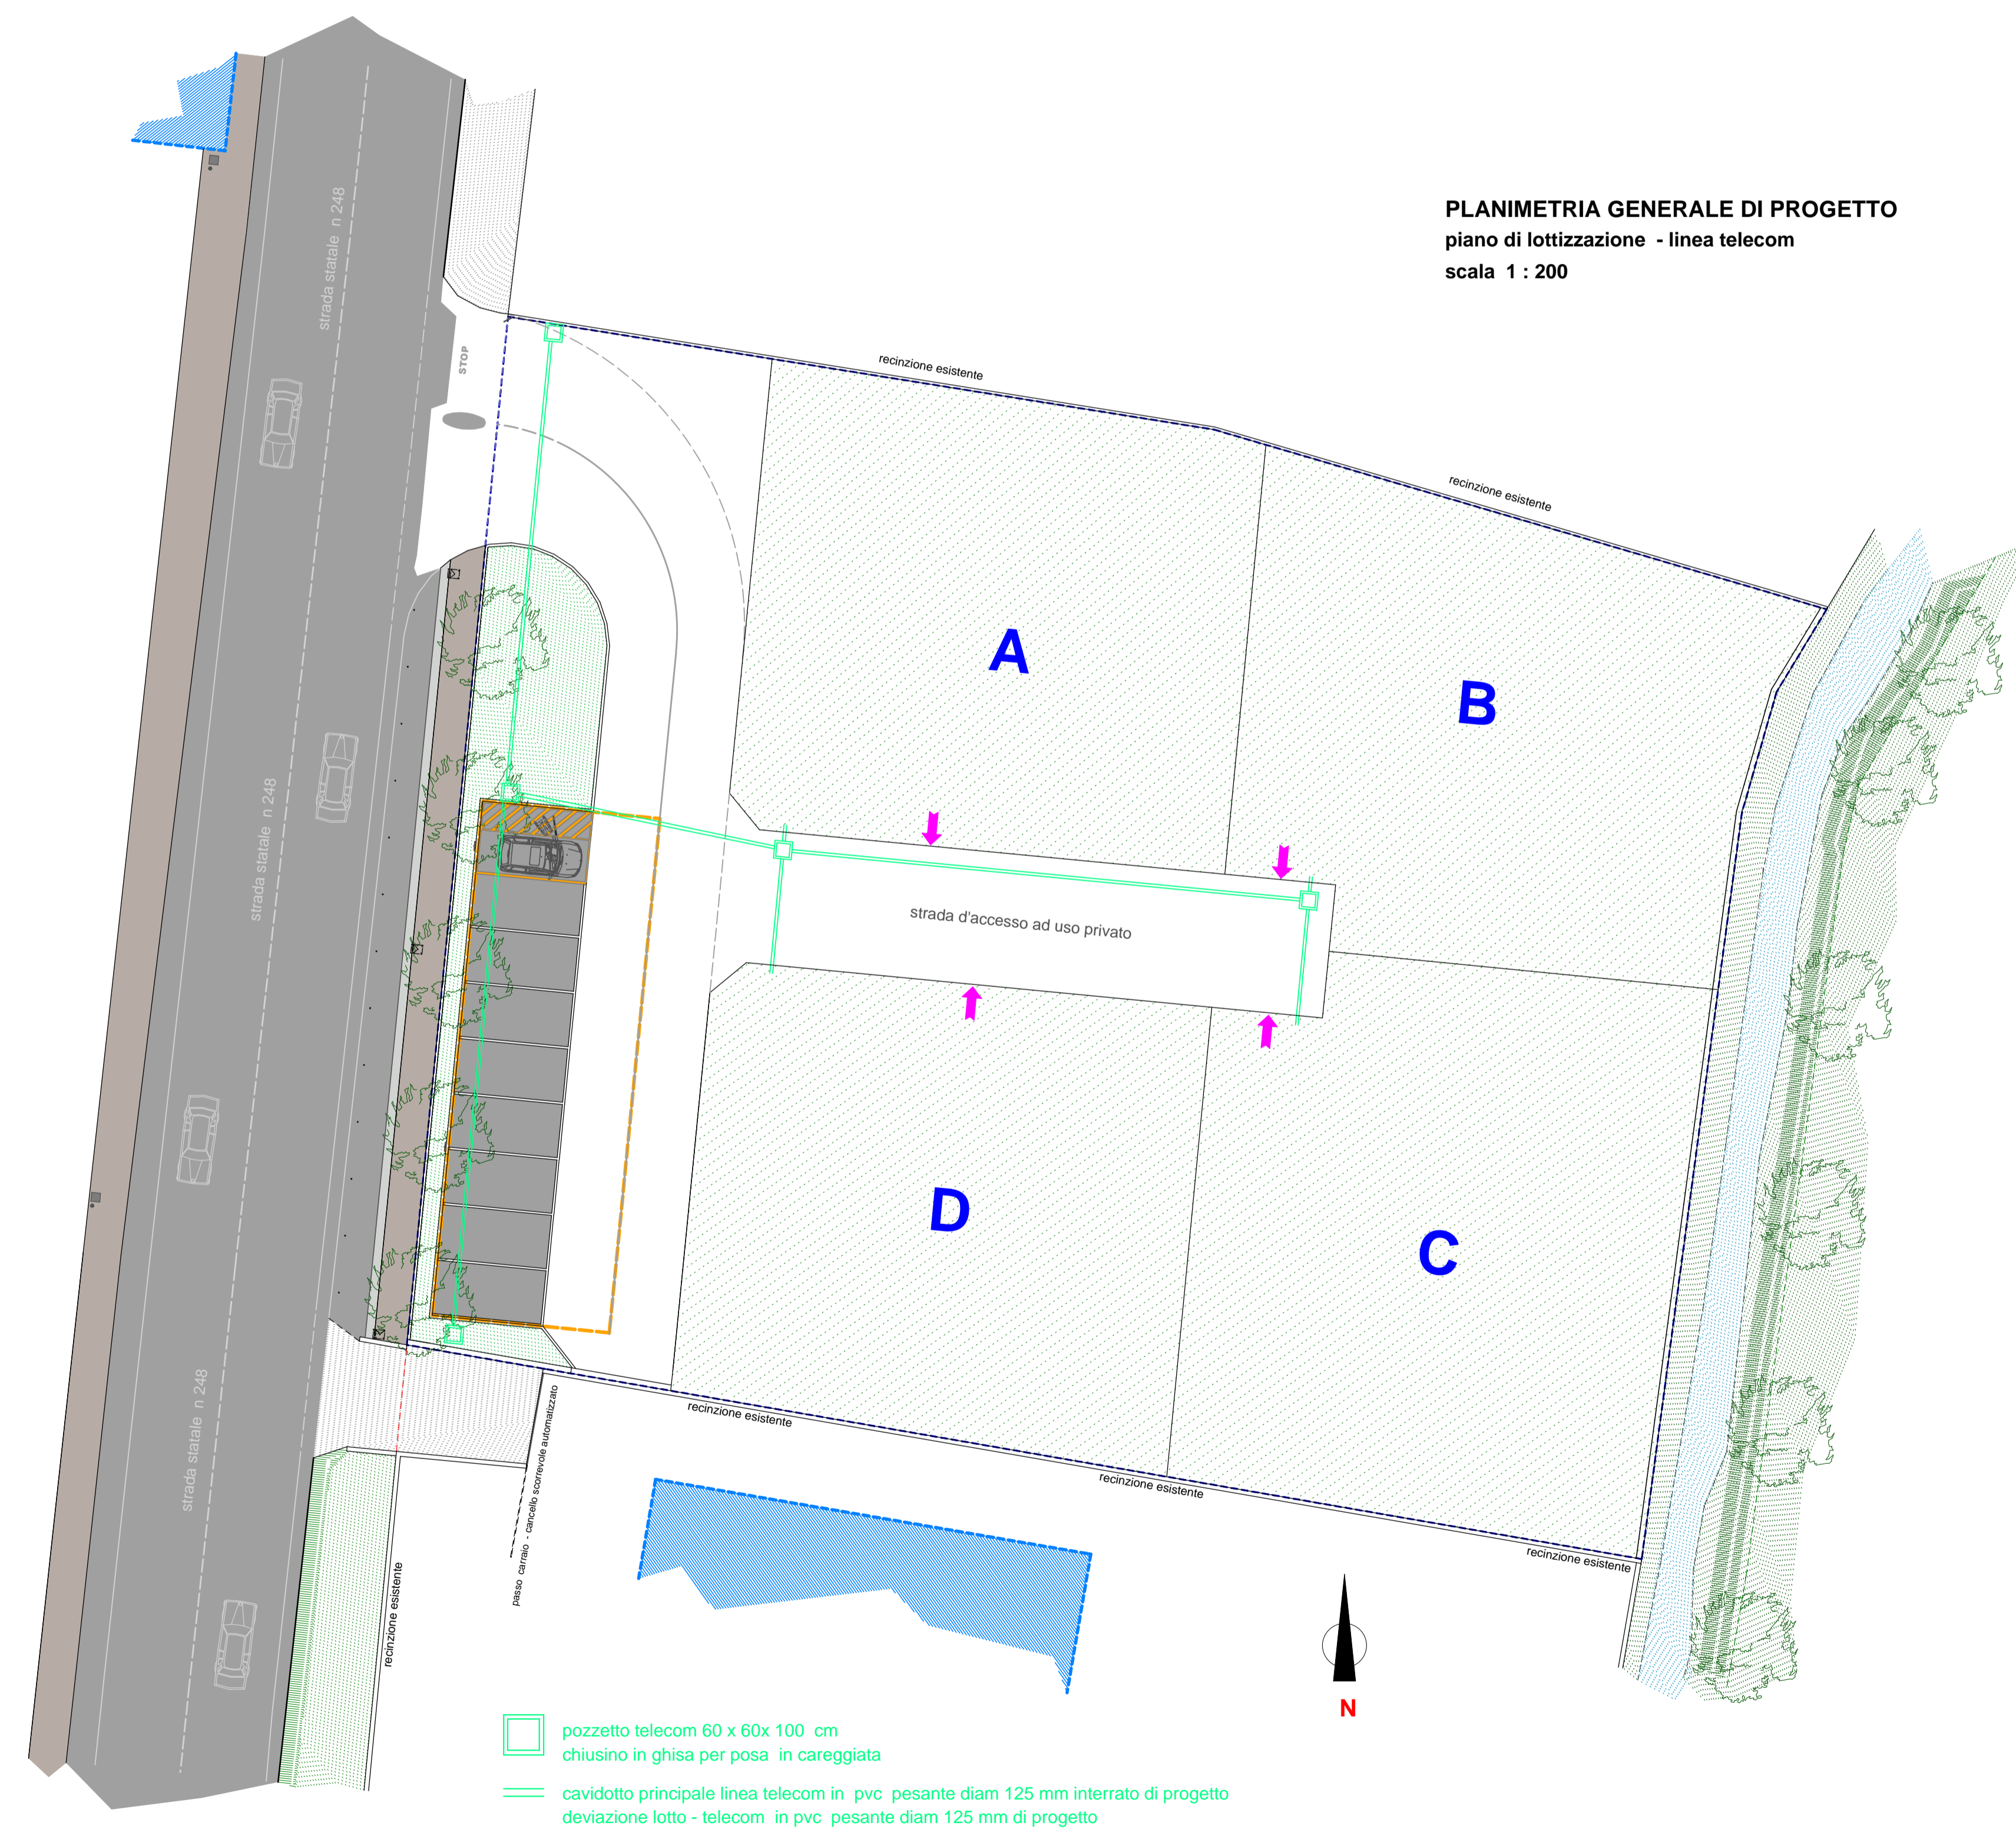 PLANIMETRIA GENERALE DI PROGETTO
piano di lottizzazione - linea telecom
scala 1 : 200
strada statale n 248
STOP
recinzione esistente
recinzione esistente
A
B
strada statale n 248
strada d'accesso ad uso privato
D
C
strada statale n 248
recinzione esistente
passo carraio - cancello scorrevole automatizzato
recinzione esistente
recinzione esistente
recinzione esistente
N
pozzetto telecom 60 x 60x 100 cm
chiusino in ghisa per posa in careggiata
cavidotto principale linea telecom in pvc pesante diam 125 mm interrato di progetto
deviazione lotto - telecom in pvc pesante diam 125 mm di progetto